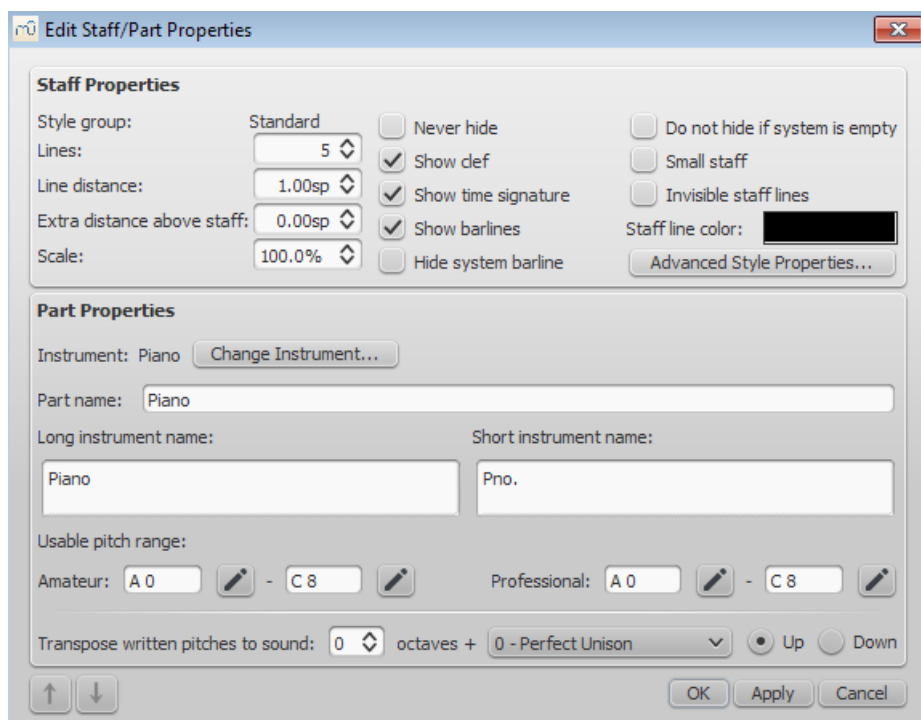 Edit Staff/Part Properties
Staff Properties
Style group: Standard
Lines: 5
Line distance: 1.00sp
Extra distance above staff: 0.00sp
Scale: 100.0%
Never hide
Show clef
Show time signature
Show barlines
Hide system barline
Do not hide if system is empty
Small staff
Invisible staff lines
Staff line color:
Advanced Style Properties...
Part Properties
Instrument: Piano Change Instrument...
Part name: Piano
Long instrument name:
Piano
Short instrument name:
Pno.
Usable pitch range:
Amateur: A 0 - C 8 Professional: A 0 - C 8
Transpose written pitches to sound: 0 octaves + 0 - Perfect Unison Up Down
OK Apply Cancel